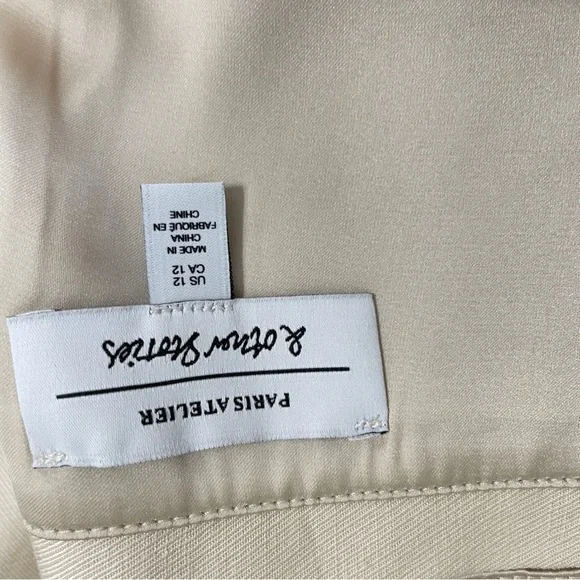 PARIS ATELIER
& other Stories
US 12
CA 12
MADE IN
CHINA
FABRIQUÉ EN
CHINE